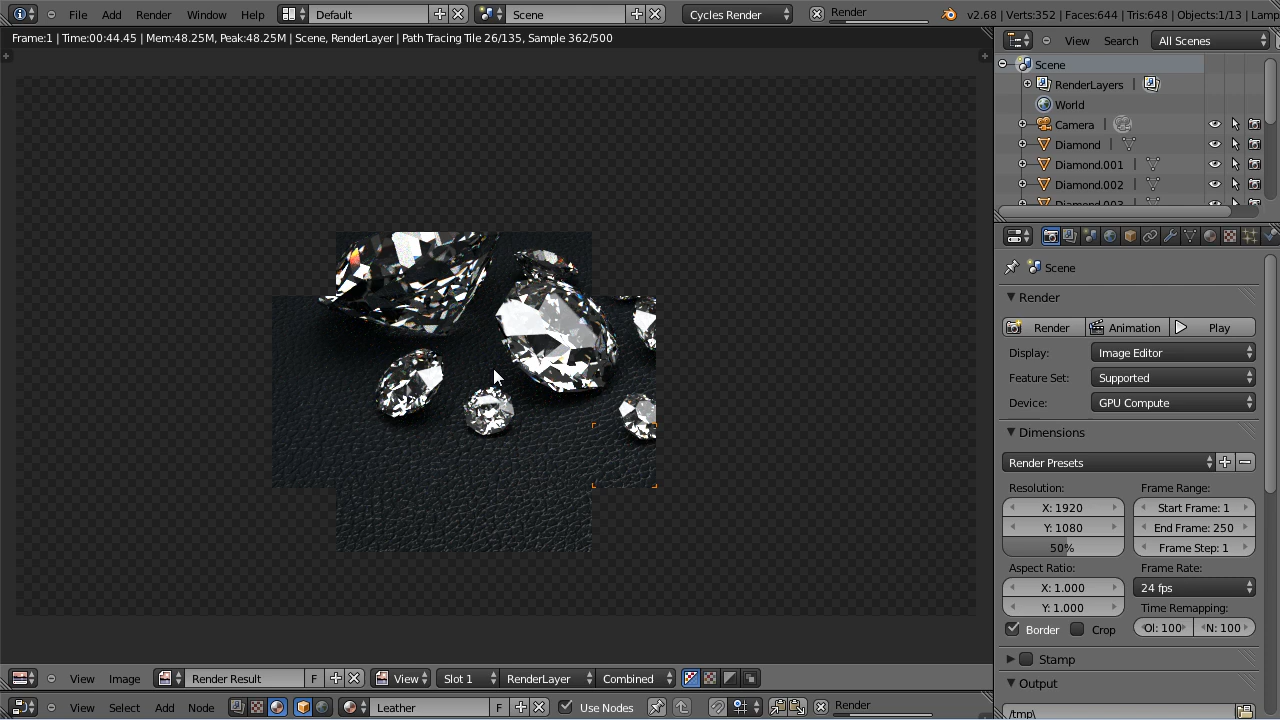 File Add Render Window Help Default Scene Cycles Render Render v2.68 | Verts:352 | Faces:644 | Tris:648 | Objects:1/13 | Lamp
Frame:1 | Time:00:44.45 | Mem:48.25M, Peak:48.25M | Scene, RenderLayer | Path Tracing Tile 26/135, Sample 362/500
View Search All Scenes
Scene
RenderLayers |
World
Camera |
Diamond |
Diamond.001 |
Diamond.002 |
Diamond.003
Scene
Render
Render Animation Play
Display: Image Editor
Feature Set: Supported
Device: GPU Compute
Dimensions
Render Presets
Resolution: Frame Range:
X: 1920 Start Frame: 1
Y: 1080 End Frame: 250
50% Frame Step: 1
Aspect Ratio: Frame Rate:
X: 1.000 24 fps
Y: 1.000 Time Remapping:
Border Crop Ol: 100 N: 100
Stamp
Output
/tmp\
View Image Render Result F View Slot 1 RenderLayer Combined
View Select Add Node Leather F Use Nodes Render